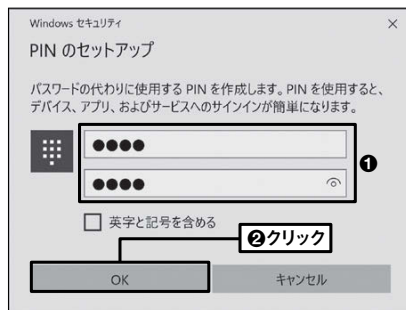 Windows セキュリティ
PIN のセットアップ
パスワードの代わりに使用する PIN を作成します。PIN を使用すると、
デバイス、アプリ、およびサービスへのサインインが簡単になります。
●●●●
❶
●●●●
英字と記号を含める
❷クリック
OK
キャンセル